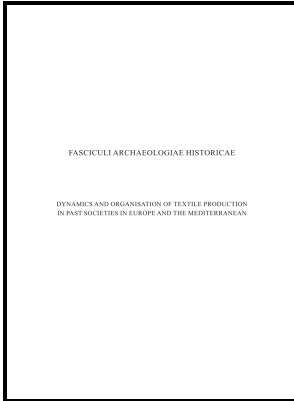 FASCICULI ARCHAEOLOGIAE HISTORICAE
DYNAMICS AND ORGANISATION OF TEXTILE PRODUCTION
IN PAST SOCIETIES IN EUROPE AND THE MEDITERRANEAN